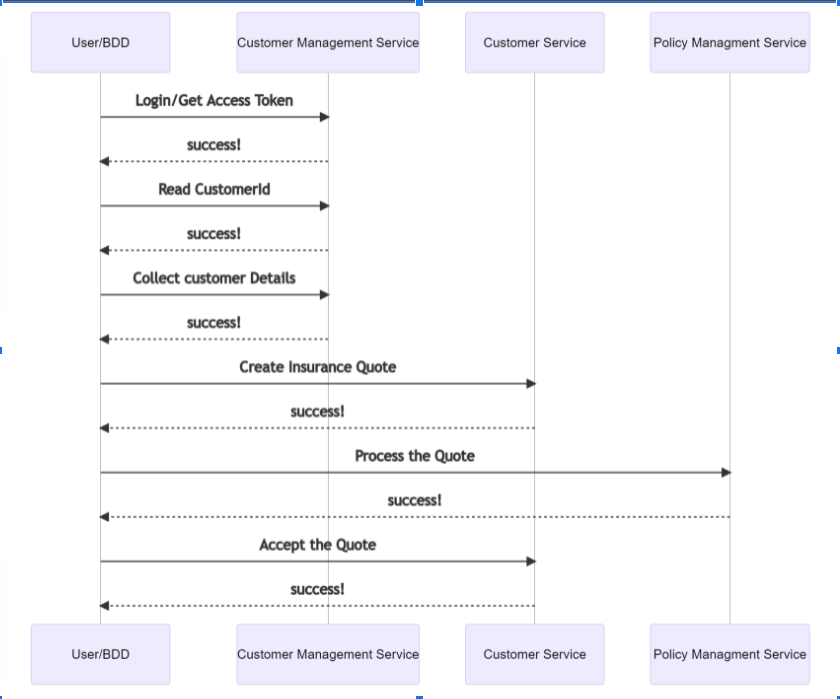 User/BDD
Customer Management Service
Customer Service
Policy Managment Service
Login/Get Access Token
success!
Read CustomerId
success!
Collect customer Details
success!
Create Insurance Quote
success!
Process the Quote
success!
Accept the Quote
success!
User/BDD
Customer Management Service
Customer Service
Policy Managment Service